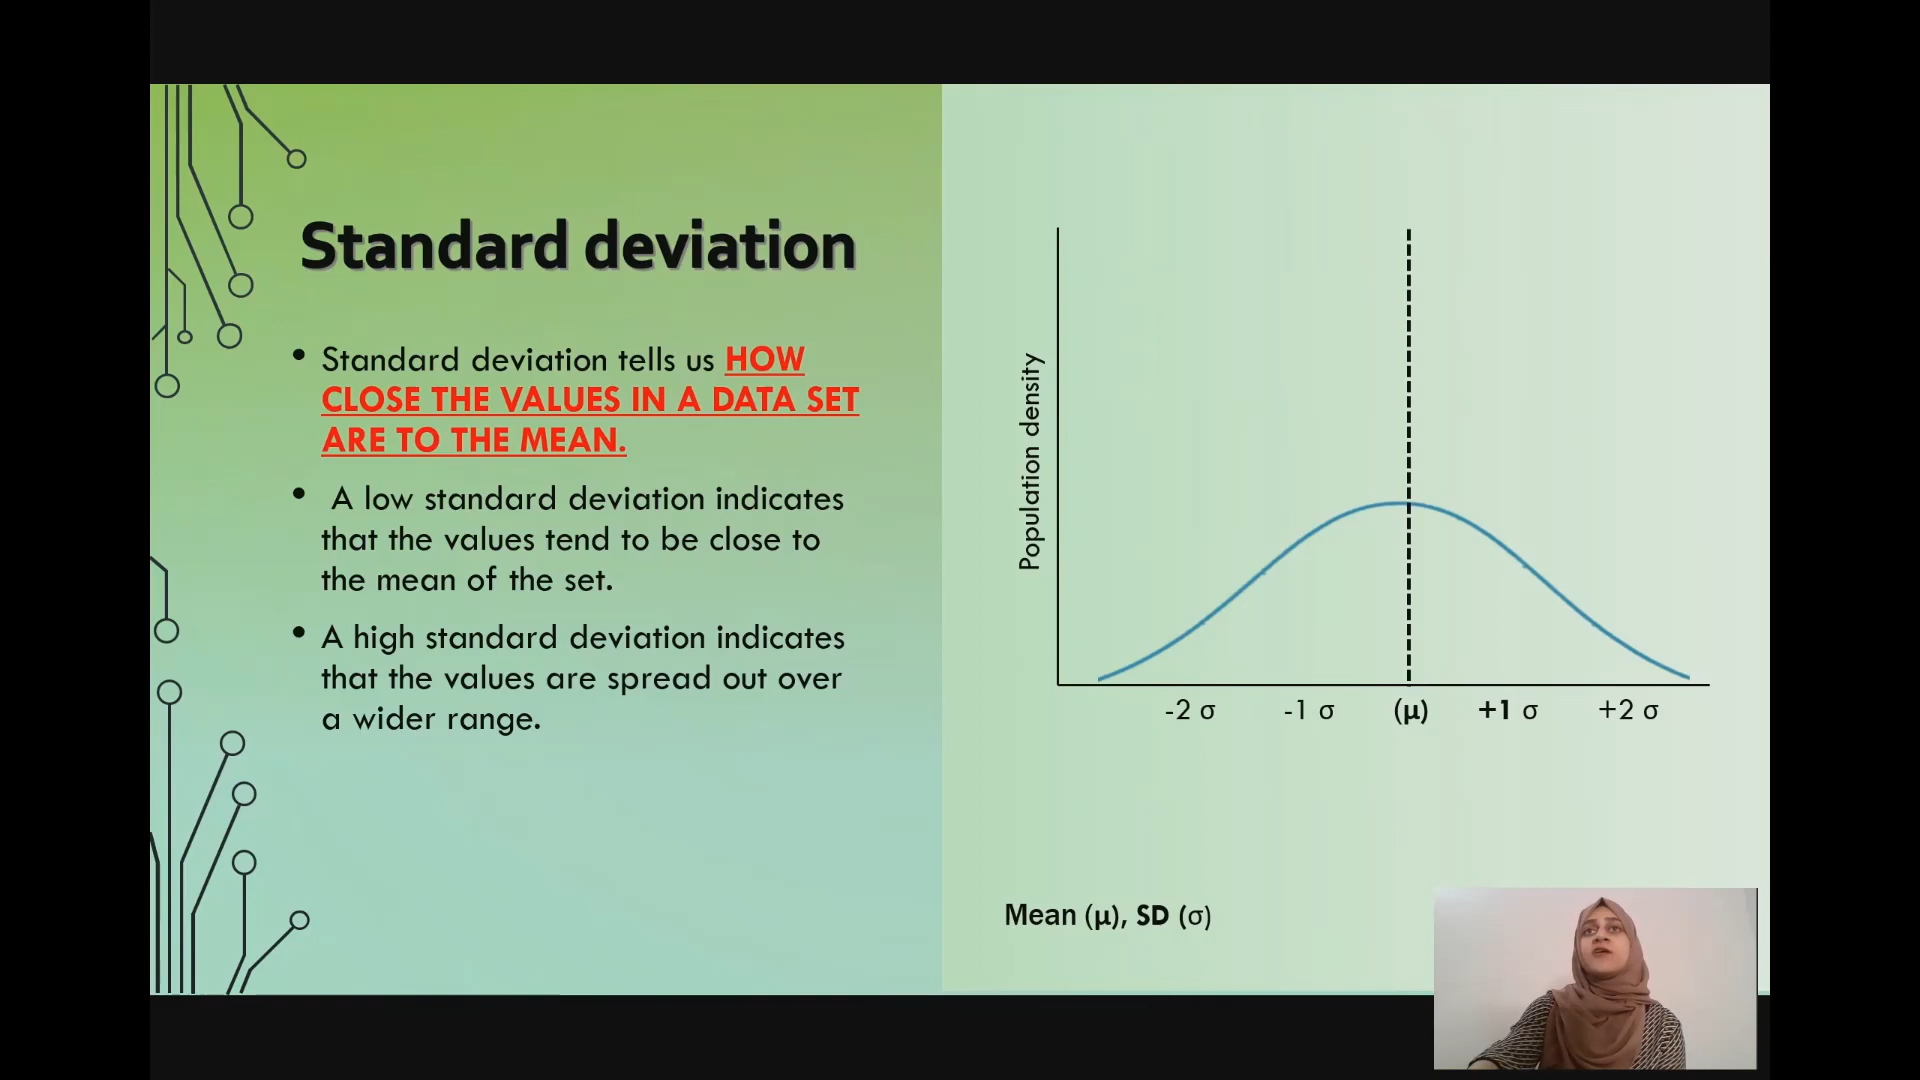 Standard deviation
• Standard deviation tells us HOW
CLOSE THE VALUES IN A DATA SET
ARE TO THE MEAN.
• A low standard deviation indicates
that the values tend to be close to
the mean of the set.
• A high standard deviation indicates
that the values are spread out over
a wider range.
Population density
-2 σ -1 σ (μ) +1 σ +2 σ
Mean (μ), SD (σ)